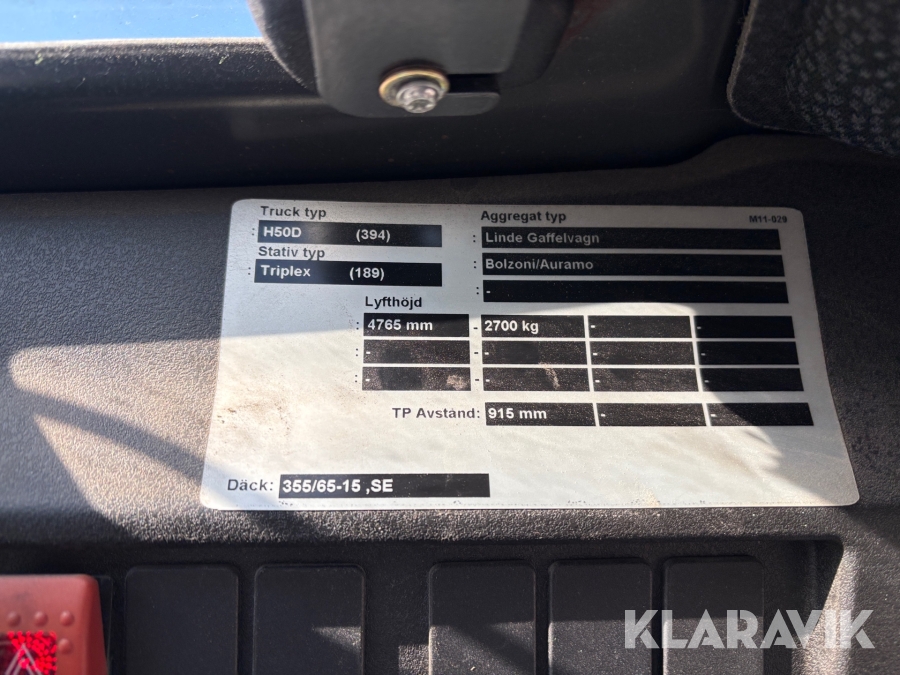 Truck typ
: H50D (394)
Stativ typ
: Triplex (189)
Aggregat typ
M11-029
: Linde Gaffelvagn
: Bolzoni/Auramo
: -
Lyfthöjd
: 4765 mm - 2700 kg - -
: - - - - -
: - - - - -
TP Avstånd: 915 mm - -
Däck: 355/65-15 ,SE
KLARAVIK